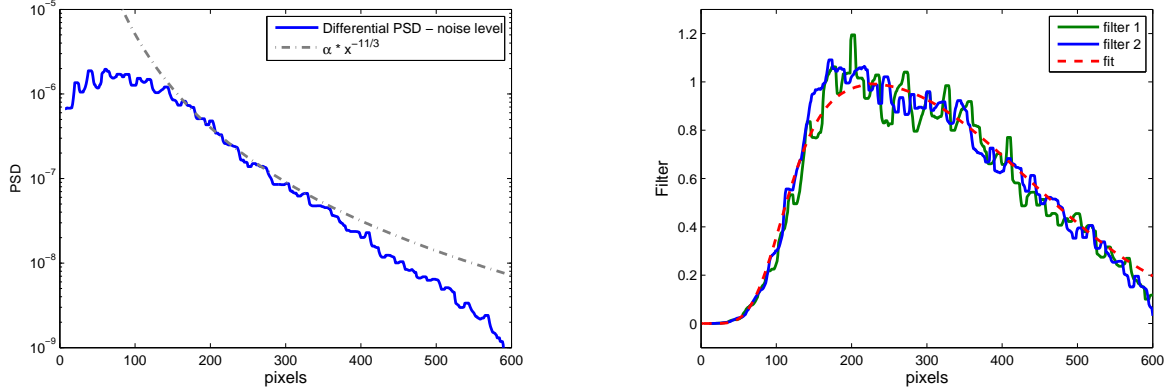 10^-5
10^-6
10^-7
10^-8
10^-9
PSD
0 100 200 300 400 500 600
pixels
Differential PSD − noise level
α * x^-11/3
1.2
1
0.8
0.6
0.4
0.2
0
Filter
0 100 200 300 400 500 600
pixels
filter 1
filter 2
fit